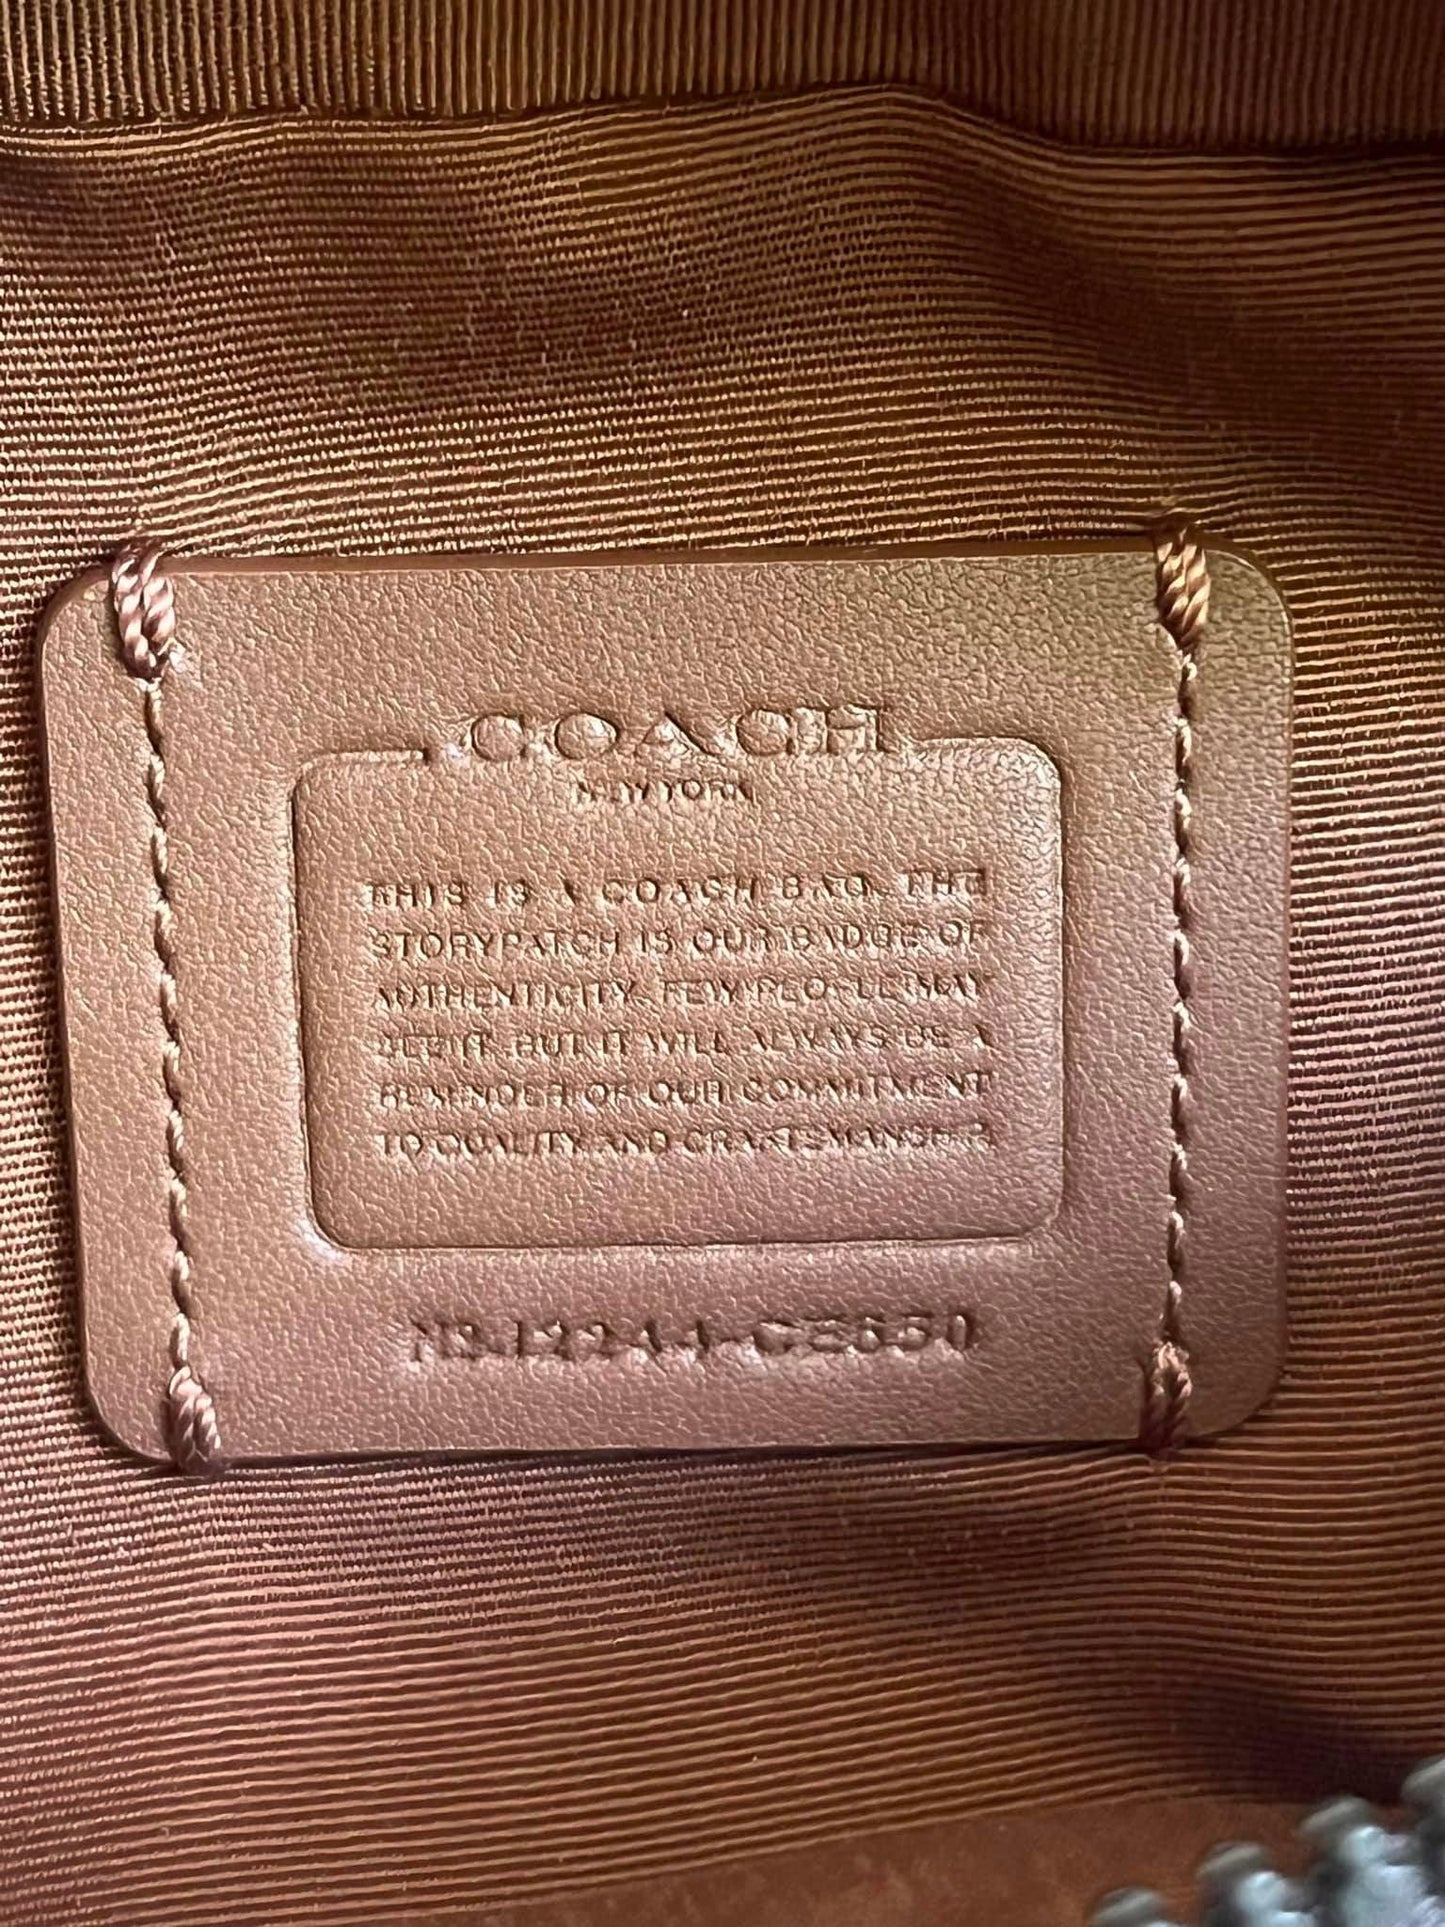 COACH
NEW YORK
THIS IS A COACH BAG. THE
STORYPATCH IS OUR BADGE OF
AUTHENTICITY. FEW PEOPLE MAY
SEE IT, BUT IT WILL ALWAYS BE A
REMINDER OF OUR COMMITMENT
TO QUALITY AND CRAFTSMANSHIP.